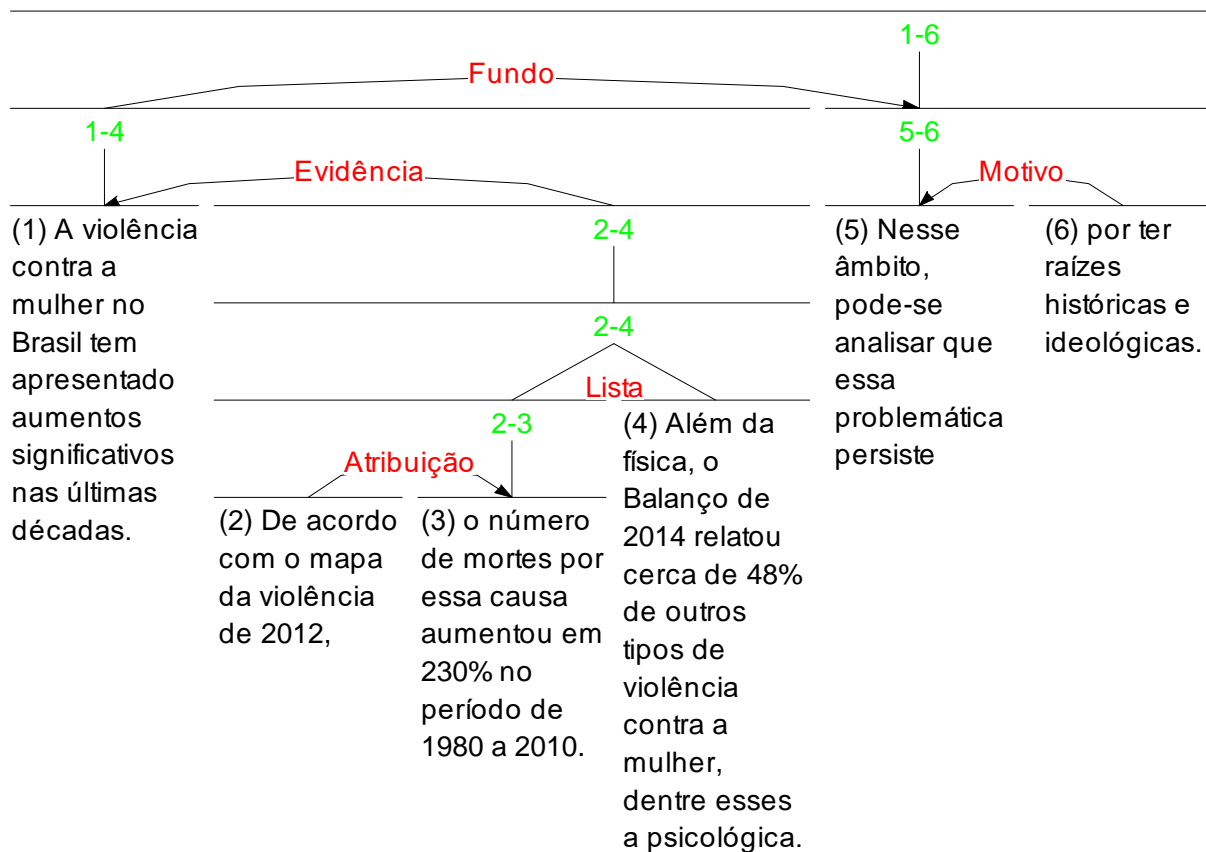 1-6
Fundo
1-4
5-6
Evidência
Motivo
(1) A violência
contra a
mulher no
Brasil tem
apresentado
aumentos
significativos
nas últimas
décadas.
2-4
2-4
Lista
2-3
Atribuição
(2) De acordo
com o mapa
da violência
de 2012,
(3) o número
de mortes por
essa causa
aumentou em
230% no
período de
1980 a 2010.
(4) Além da
física, o
Balanço de
2014 relatou
cerca de 48%
de outros
tipos de
violência
contra a
mulher,
dentre esses
a psicológica.
(5) Nesse
âmbito,
pode-se
analisar que
essa
problemática
persiste
(6) por ter
raízes
históricas e
ideológicas.